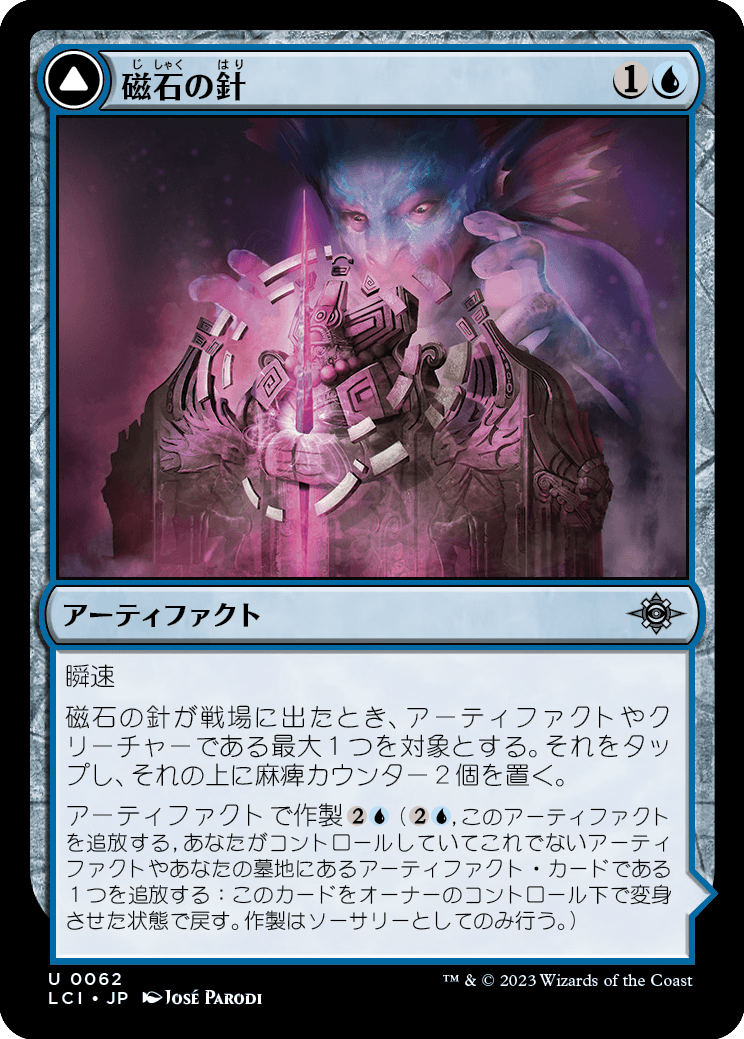 磁石の針
じしゃく はり
1
アーティファクト
瞬速
磁石の針が戦場に出たとき、アーティファクトやク
リーチャーである最大１つを対象とする。それをタッ
プし、それの上に麻痺カウンター２個を置く。
アーティファクトで作製2（2,このアーティファクト
を追放する,あなたがコントロールしていてこれでないアーティ
ファクトやあなたの墓地にあるアーティファクト・カードである
１つを追放する：このカードをオーナーのコントロール下で変身
させた状態で戻す。作製はソーサリーとしてのみ行う。）
U 0062
LCI • JP José Parodi
™ & © 2023 Wizards of the Coast